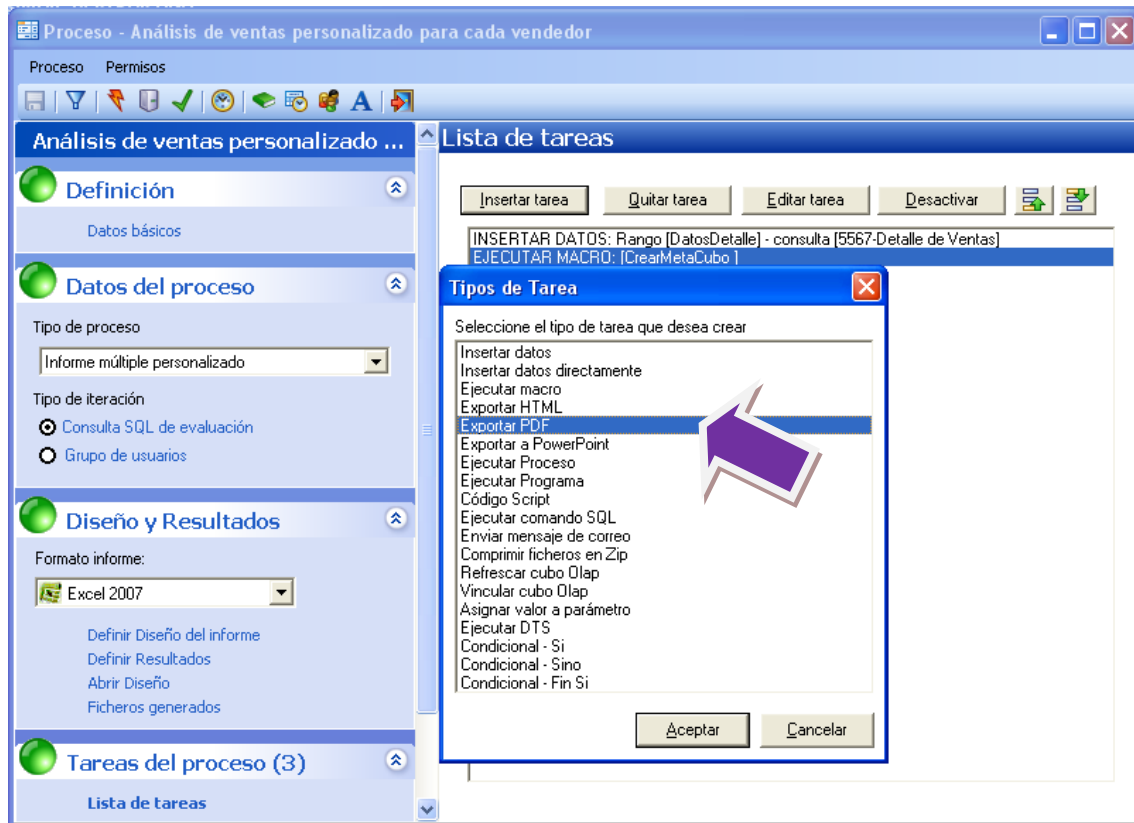 Proceso - Análisis de ventas personalizado para cada vendedor
Proceso Permisos
A
Análisis de ventas personalizado ...
Definición
Datos básicos
Datos del proceso
Tipo de proceso
Informe múltiple personalizado
Tipo de iteración
Consulta SQL de evaluación
Grupo de usuarios
Diseño y Resultados
Formato informe:
Excel 2007
Definir Diseño del informe
Definir Resultados
Abrir Diseño
Ficheros generados
Tareas del proceso (3)
Lista de tareas
Lista de tareas
Insertar tarea Quitar tarea Editar tarea Desactivar
INSERTAR DATOS: Rango [DatosDetalle] - consulta [5567-Detalle de Ventas]
EJECUTAR MACRO: [CrearMetaCubo ]
Tipos de Tarea
Seleccione el tipo de tarea que desea crear
Insertar datos
Insertar datos directamente
Ejecutar macro
Exportar HTML
Exportar PDF
Exportar a PowerPoint
Ejecutar Proceso
Ejecutar Programa
Código Script
Ejecutar comando SQL
Enviar mensaje de correo
Comprimir ficheros en Zip
Refrescar cubo Olap
Vincular cubo Olap
Asignar valor a parámetro
Ejecutar DTS
Condicional - Si
Condicional - Sino
Condicional - Fin Si
Aceptar Cancelar